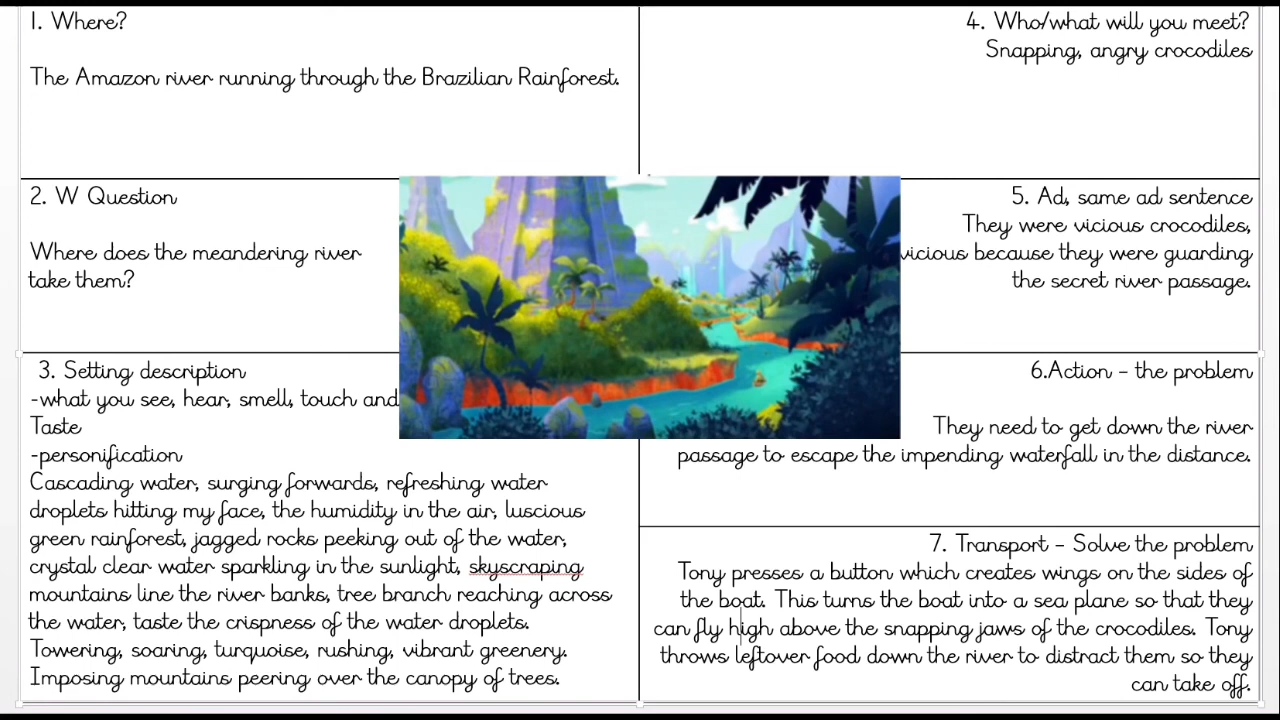 1. Where?
The Amazon river running through the Brazilian Rainforest.
2. W Question
Where does the meandering river
take them?
3. Setting description
-what you see, hear, smell, touch and
Taste
-personification
Cascading water, surging forwards, refreshing water
droplets hitting my face, the humidity in the air, luscious
green rainforest, jagged rocks peeking out of the water,
crystal clear water sparkling in the sunlight, skyscraping
mountains line the river banks, tree branch reaching across
the water, taste the crispness of the water droplets.
Towering, soaring, turquoise, rushing, vibrant greenery.
Imposing mountains peering over the canopy of trees.
4. Who/what will you meet?
Snapping, angry crocodiles
5. Ad, same ad sentence
They were vicious crocodiles,
vicious because they were guarding
the secret river passage.
6.Action - the problem
They need to get down the river
passage to escape the impending waterfall in the distance.
7. Transport - Solve the problem
Tony presses a button which creates wings on the sides of
the boat. This turns the boat into a sea plane so that they
can fly high above the snapping jaws of the crocodiles. Tony
throws leftover food down the river to distract them so they
can take off.